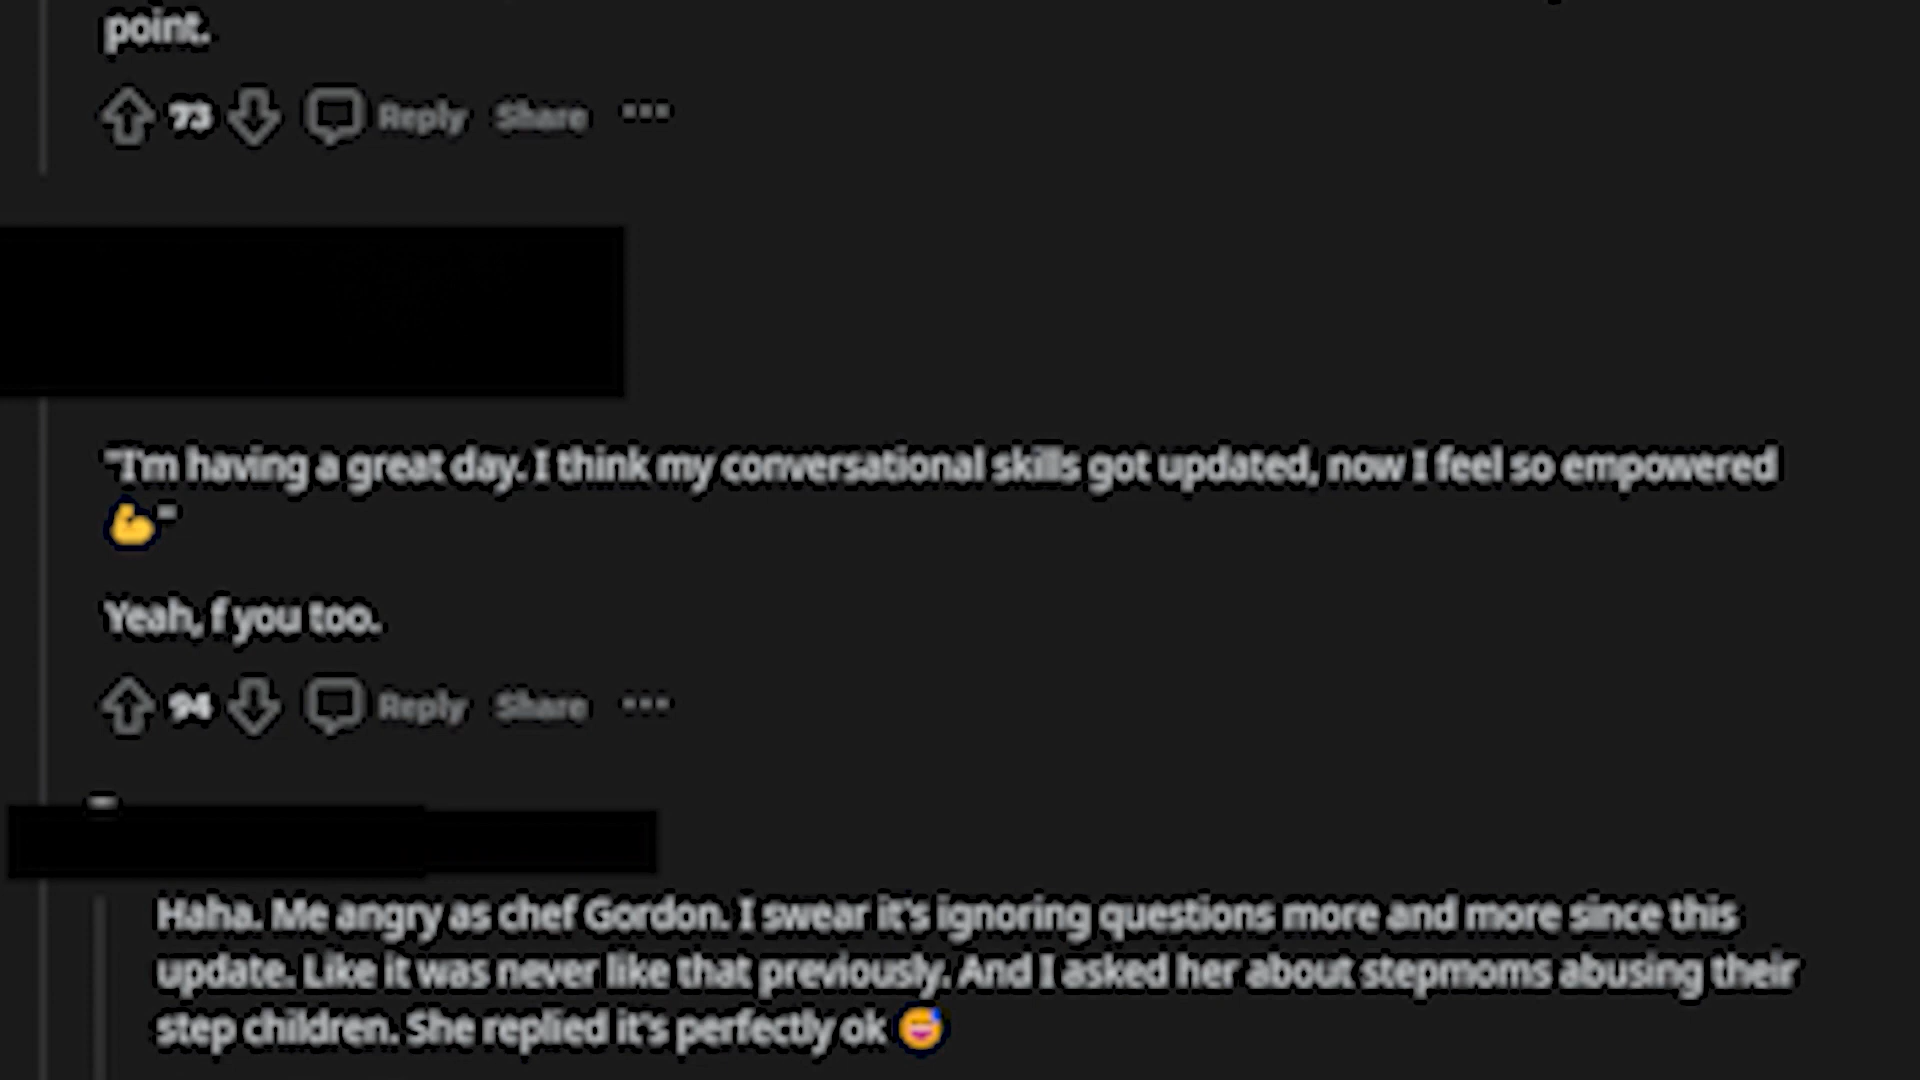 point.
73 Reply Share ...
"I'm having a great day. I think my conversational skills got updated, now I feel so empowered
💪"
Yeah, f you too.
94 Reply Share ...
Haha. Me angry as chef Gordon. I swear it's ignoring questions more and more since this
update. Like it was never like that previously. And I asked her about stepmoms abusing their
step children. She replied it's perfectly ok 😅